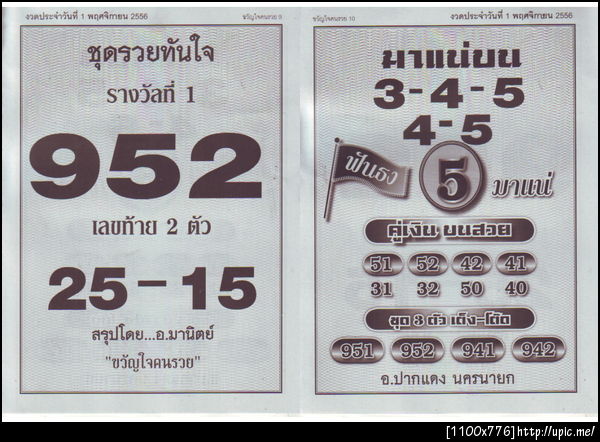 งวดประจำวันที่ 1 พฤศจิกายน 2556
ขวัญใจคนรวย 9
ชุดรวยทันใจ
รางวัลที่ 1
952
เลขท้าย 2 ตัว
25-15
สรุปโดย...อ.มานิตย์
"ขวัญใจคนรวย"
ขวัญใจคนรวย 10
งวดประจำวันที่ 1 พฤศจิกายน 2556
มาแน่บน
3-4-5
4-5
ฟันธง 5 มาแน่
คู่เงิน บนสวย
51 52 42 41
31 32 50 40
ชุด 3 ตัว เต็ง-โต๊ด
951 952 941 942
อ.ปากแดง นครนายก
[1100x776]http://upic.me/